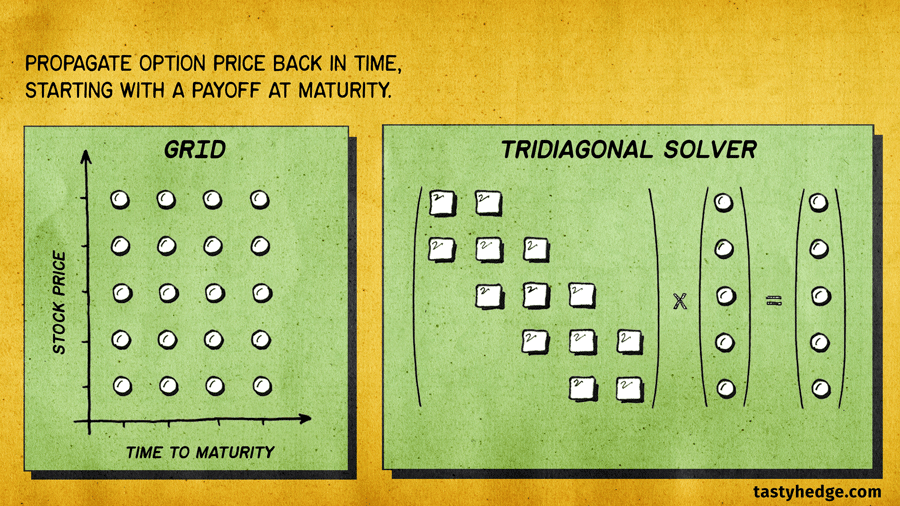 PROPAGATE OPTION PRICE BACK IN TIME,
STARTING WITH A PAYOFF AT MATURITY.
GRID
STOCK PRICE
TIME TO MATURITY
TRIDIAGONAL SOLVER
X
=
tastyhedge.com